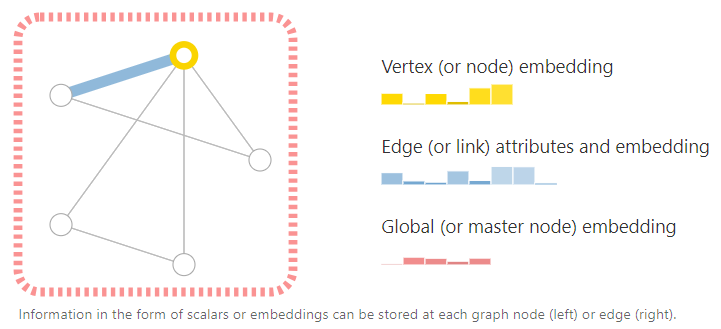 Vertex (or node) embedding
Edge (or link) attributes and embedding
Global (or master node) embedding
Information in the form of scalars or embeddings can be stored at each graph node (left) or edge (right).